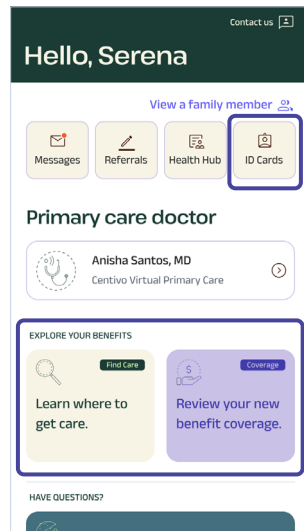 Contact us
Hello, Serena
View a family member
Messages
Referrals
Health Hub
ID Cards
Primary care doctor
Anisha Santos, MD
Centivo Virtual Primary Care
EXPLORE YOUR BENEFITS
Find Care
Learn where to
get care.
Coverage
$
Review your new
benefit coverage.
HAVE QUESTIONS?